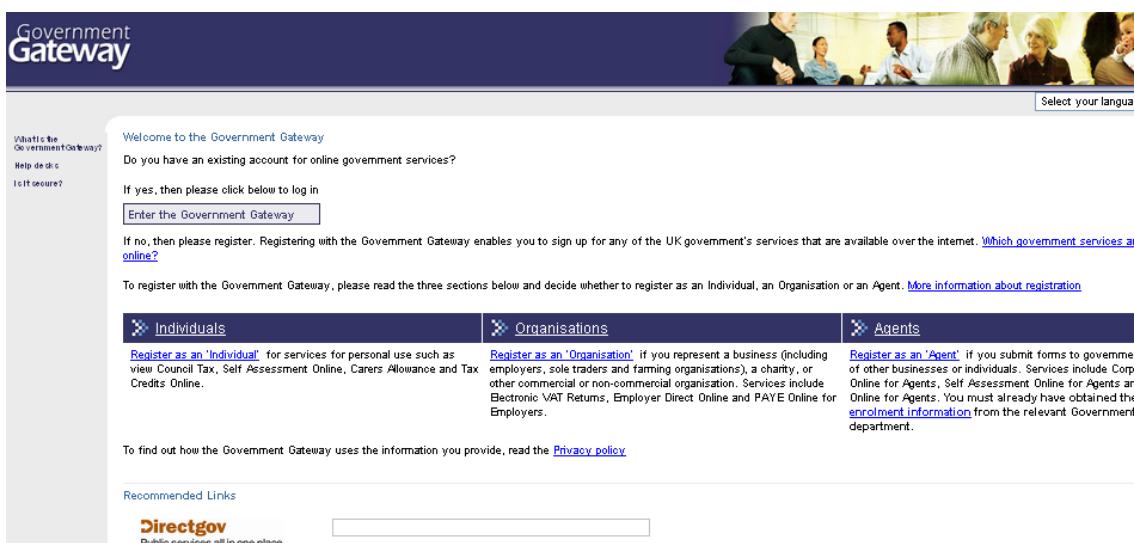 Government
Gateway
Select your langua
What is the
Government Gateway?
Help desks
Is it secure?
Welcome to the Government Gateway
Do you have an existing account for online government services?
If yes, then please click below to log in
Enter the Government Gateway
If no, then please register. Registering with the Government Gateway enables you to sign up for any of the UK government's services that are available over the internet. Which government services ar
online?
To register with the Government Gateway, please read the three sections below and decide whether to register as an Individual, an Organisation or an Agent. More information about registration
Individuals
Register as an 'Individual' for services for personal use such as
view Council Tax, Self Assessment Online, Carers Allowance and Tax
Credits Online.
Organisations
Register as an 'Organisation' if you represent a business (including
employers, sole traders and farming organisations), a charity, or
other commercial or non-commercial organisation. Services include
Electronic VAT Returns, Employer Direct Online and PAYE Online for
Employers.
Agents
Register as an 'Agent' if you submit forms to governme
of other businesses or individuals. Services include Corp
Online for Agents, Self Assessment Online for Agents an
Online for Agents. You must already have obtained the
enrolment information from the relevant Government
department.
To find out how the Government Gateway uses the information you provide, read the Privacy policy
Recommended Links
Directgov
Public services all in one place